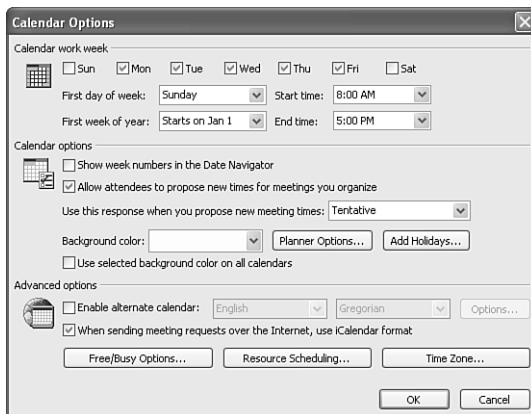 Calendar Options
Calendar work week
Sun Mon Tue Wed Thu Fri Sat
First day of week: Sunday Start time: 8:00 AM
First week of year: Starts on Jan 1 End time: 5:00 PM
Calendar options
Show week numbers in the Date Navigator
Allow attendees to propose new times for meetings you organize
Use this response when you propose new meeting times: Tentative
Background color: Planner Options... Add Holidays...
Use selected background color on all calendars
Advanced options
Enable alternate calendar: English Gregorian Options...
When sending meeting requests over the Internet, use iCalendar format
Free/Busy Options... Resource Scheduling... Time Zone...
OK Cancel